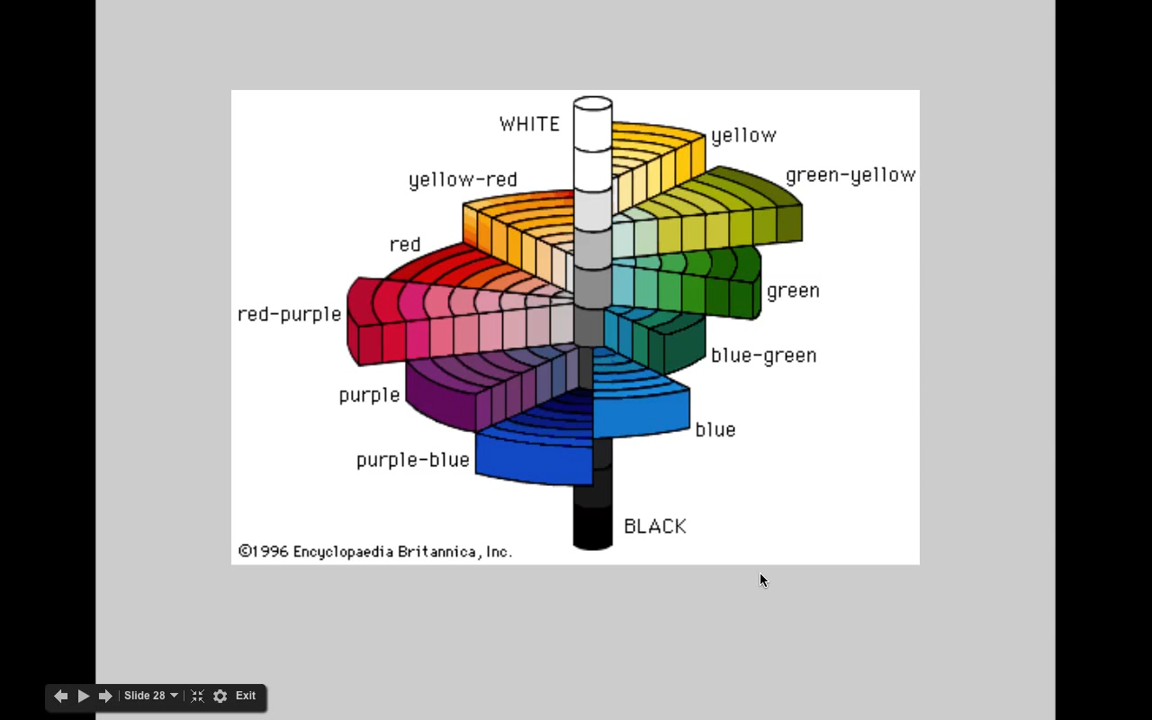 WHITE
yellow
green-yellow
yellow-red
red
green
red-purple
blue-green
purple
blue
purple-blue
BLACK
©1996 Encyclopaedia Britannica, Inc.
Slide 28
Exit